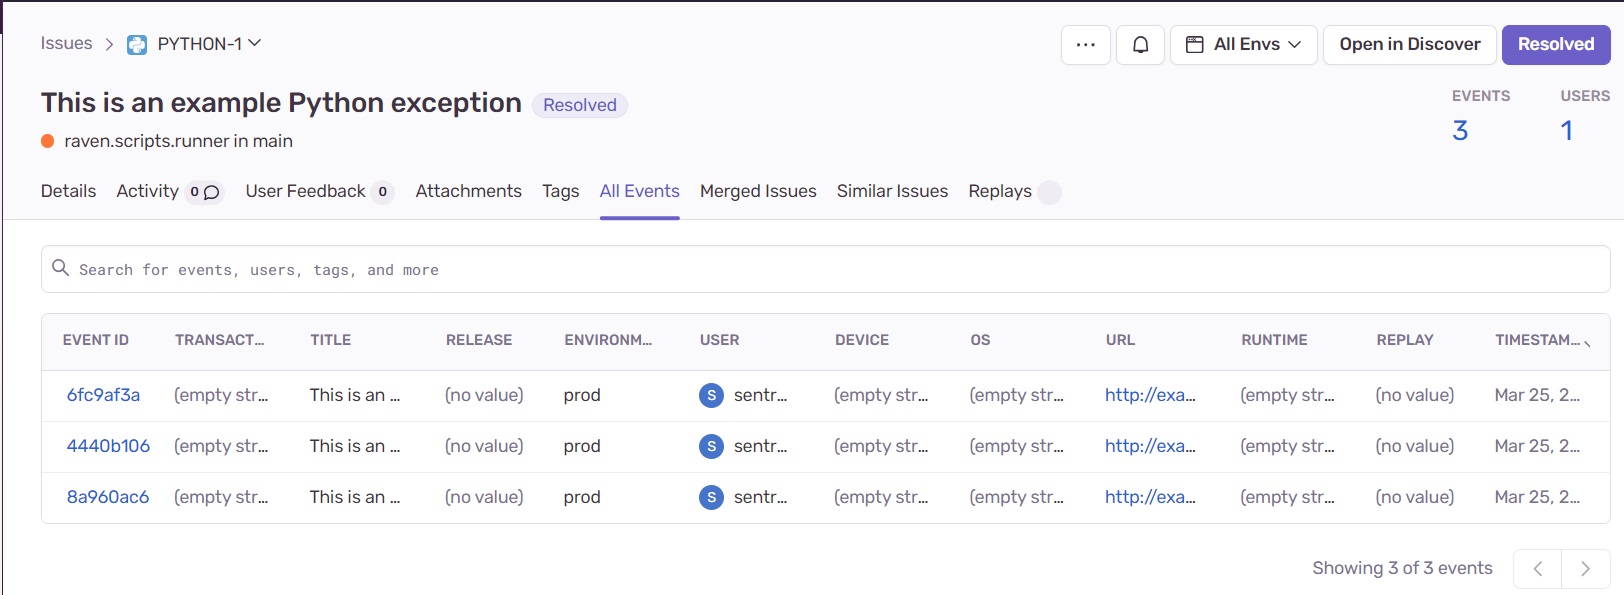 Issues > PYTHON-1
... All Envs Open in Discover Resolved
This is an example Python exception Resolved
EVENTS USERS
3 1
raven.scripts.runner in main
Details Activity 0 User Feedback 0 Attachments Tags All Events Merged Issues Similar Issues Replays
Search for events, users, tags, and more
EVENT ID TRANSACT... TITLE RELEASE ENVIRONM... USER DEVICE OS URL RUNTIME REPLAY TIMESTAM...
6fc9af3a (empty str... This is an ... (no value) prod S sentr... (empty str... (empty str... http://exa... (empty str... (no value) Mar 25, 2...
4440b106 (empty str... This is an ... (no value) prod S sentr... (empty str... (empty str... http://exa... (empty str... (no value) Mar 25, 2...
8a960ac6 (empty str... This is an ... (no value) prod S sentr... (empty str... (empty str... http://exa... (empty str... (no value) Mar 25, 2...
Showing 3 of 3 events